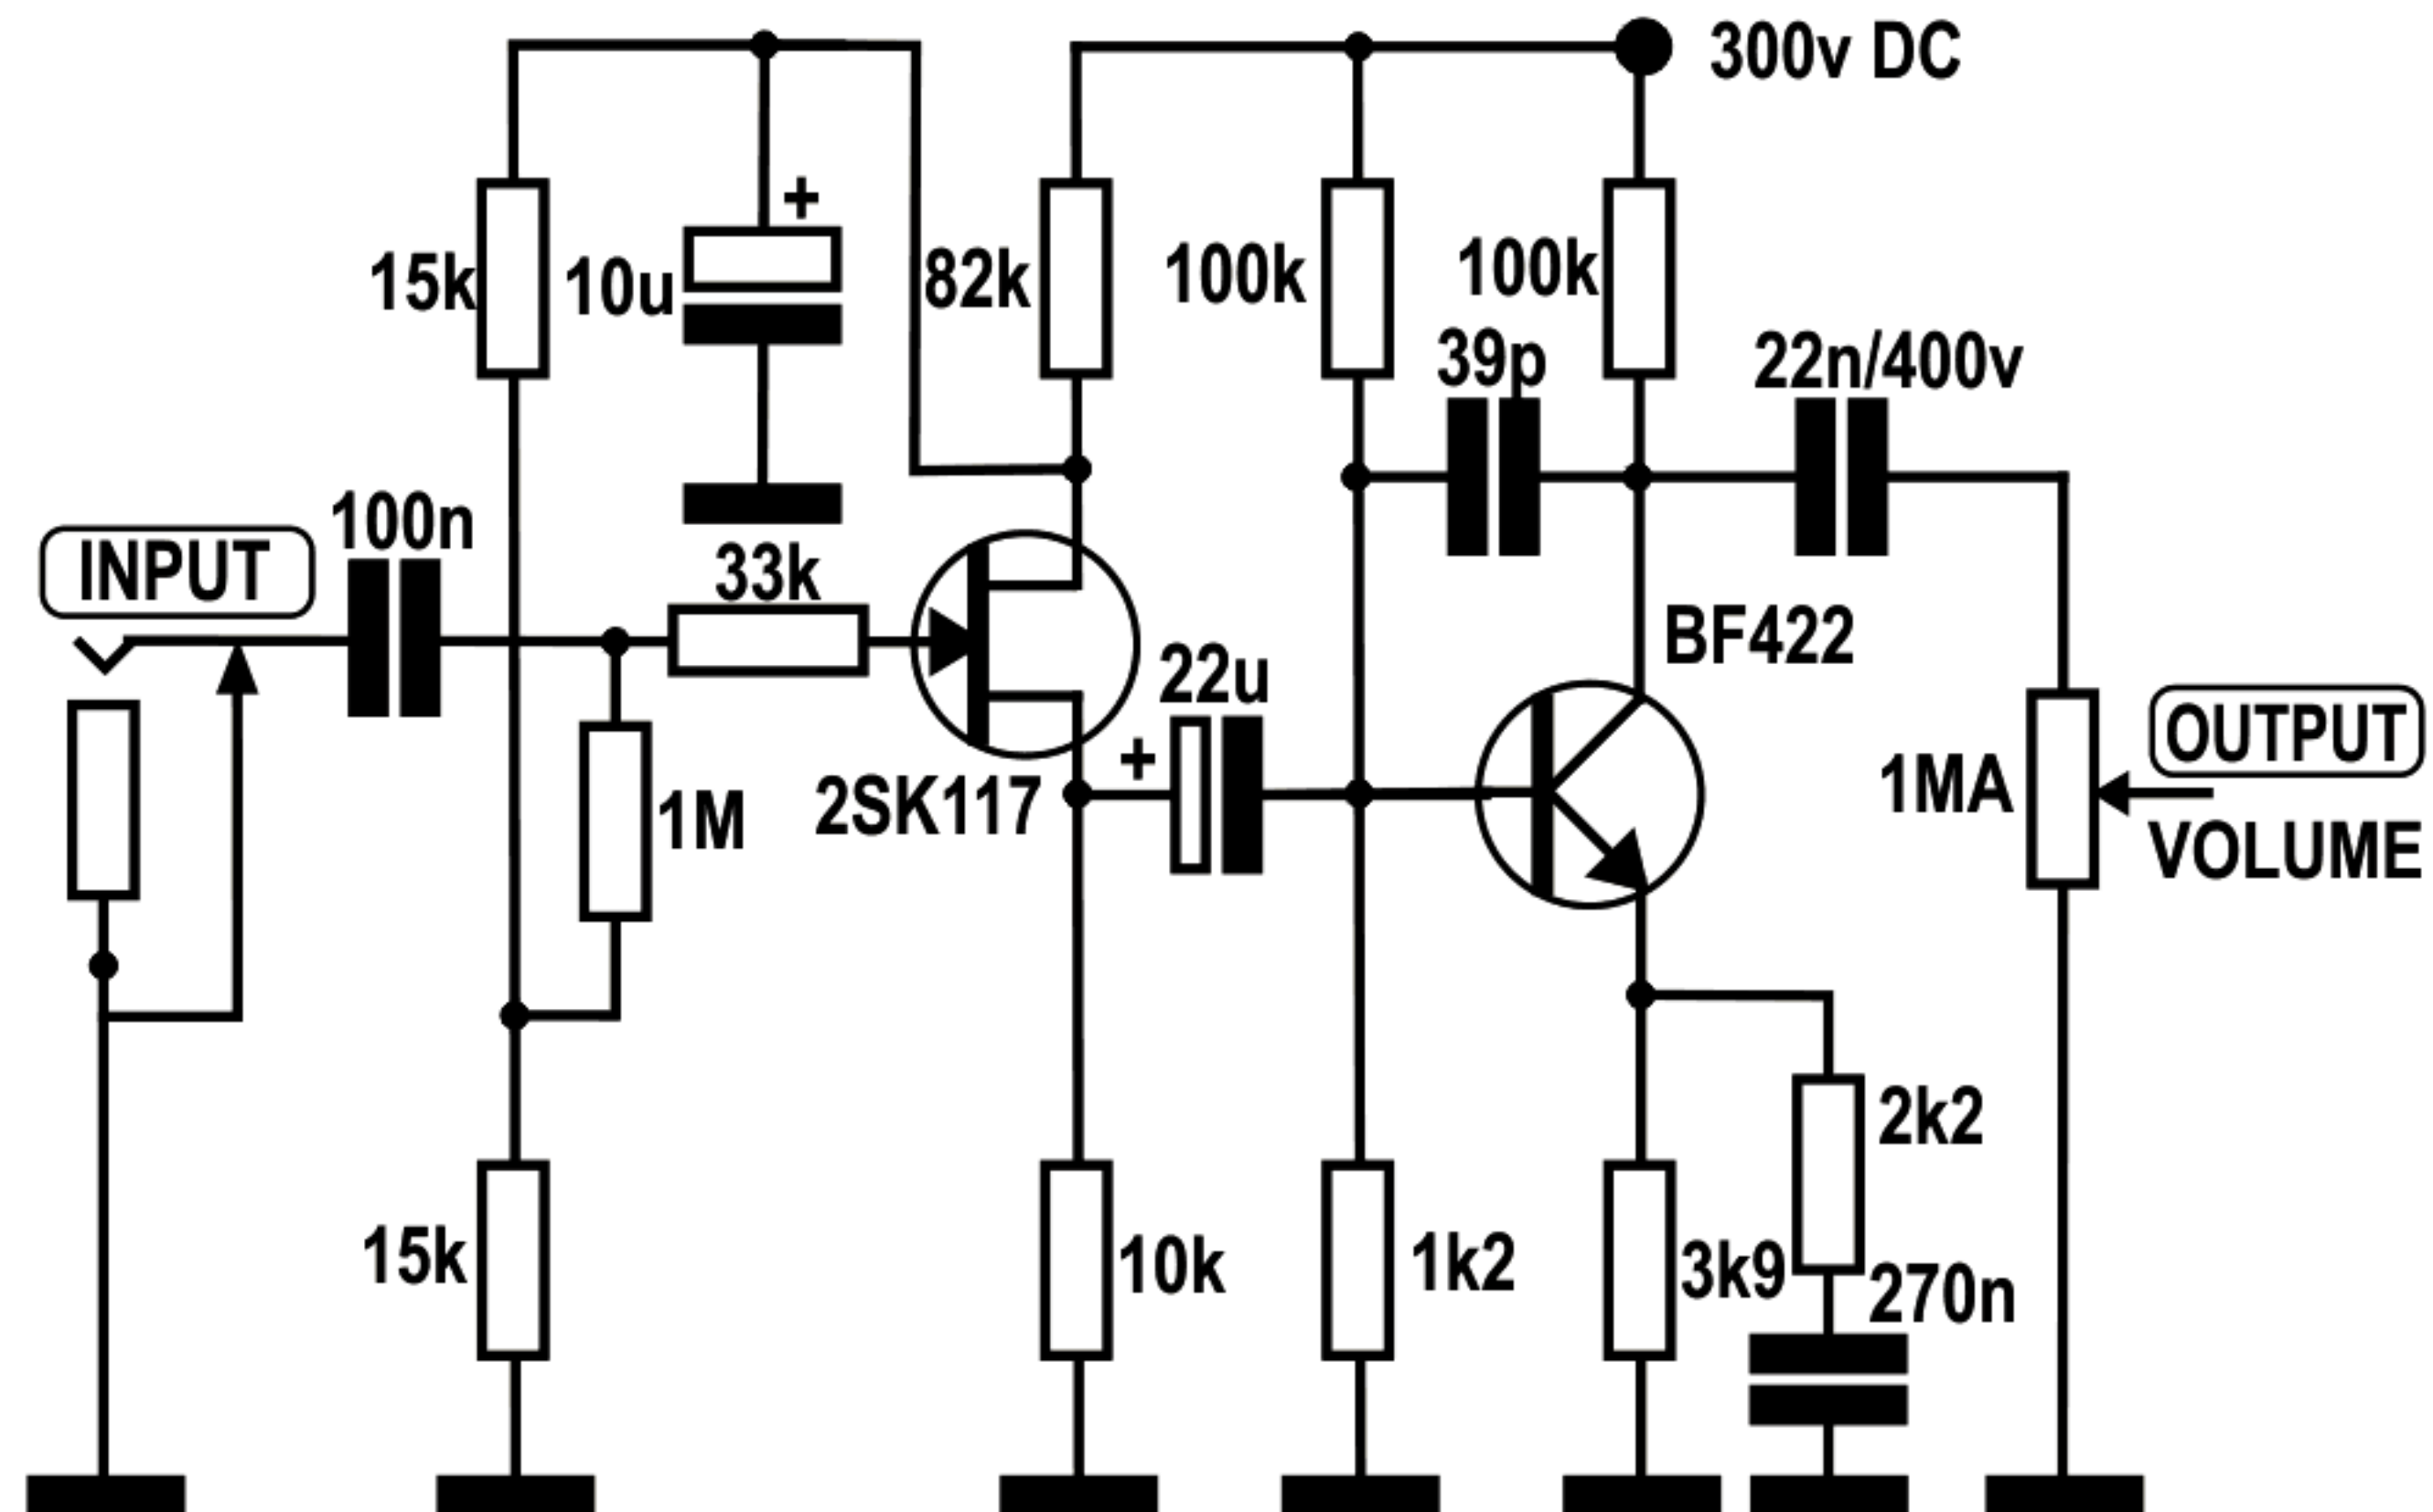 300v DC
+
15k
10u
82k
100k
100k
39p
22n/400v
100n
INPUT
33k
BF422
22u
+
1M
2SK117
1MA
OUTPUT
VOLUME
2k2
15k
10k
1k2
3k9
270n